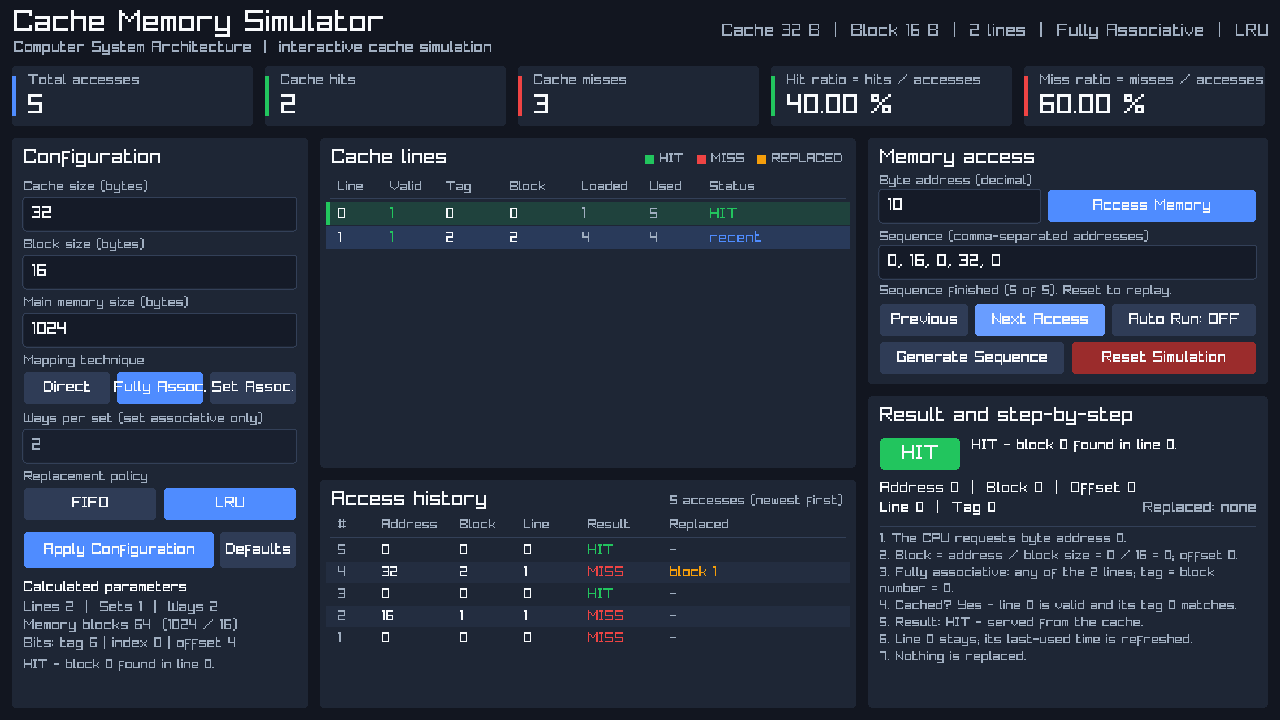 Cache Memory Simulator
Computer System Architecture | interactive cache simulation
Cache 32 B | Block 16 B | 2 lines | Fully Associative | LRU
Total accesses
5
Cache hits
2
Cache misses
3
Hit ratio = hits / accesses
40.00 %
Miss ratio = misses / accesses
60.00 %
Configuration
Cache size (bytes)
32
Block size (bytes)
16
Main memory size (bytes)
1024
Mapping technique
Direct Fully Assoc. Set Assoc.
Ways per set (set associative only)
2
Replacement policy
FIFO LRU
Apply Configuration Defaults
Calculated parameters
Lines 2 | Sets 1 | Ways 2
Memory blocks 64 (1024 / 16)
Bits: tag 6 | index 0 | offset 4
HIT - block 0 found in line 0.
Cache lines HIT MISS REPLACED
Line Valid Tag Block Loaded Used Status
0 1 0 0 1 5 HIT
1 1 2 2 4 4 recent
Access history 5 accesses (newest first)
# Address Block Line Result Replaced
5 0 0 0 HIT -
4 32 2 1 MISS block 1
3 0 0 0 HIT -
2 16 1 1 MISS -
1 0 0 0 MISS -
Memory access
Byte address (decimal)
10 Access Memory
Sequence (comma-separated addresses)
0, 16, 0, 32, 0
Sequence finished (5 of 5). Reset to replay.
Previous Next Access Auto Run: OFF
Generate Sequence Reset Simulation
Result and step-by-step
HIT HIT - block 0 found in line 0.
Address 0 | Block 0 | Offset 0
Line 0 | Tag 0 Replaced: none
1. The CPU requests byte address 0.
2. Block = address / block size = 0 / 16 = 0; offset 0.
3. Fully associative: any of the 2 lines; tag = block
number = 0.
4. Cached? Yes - line 0 is valid and its tag 0 matches.
5. Result: HIT - served from the cache.
6. Line 0 stays; its last-used time is refreshed.
7. Nothing is replaced.